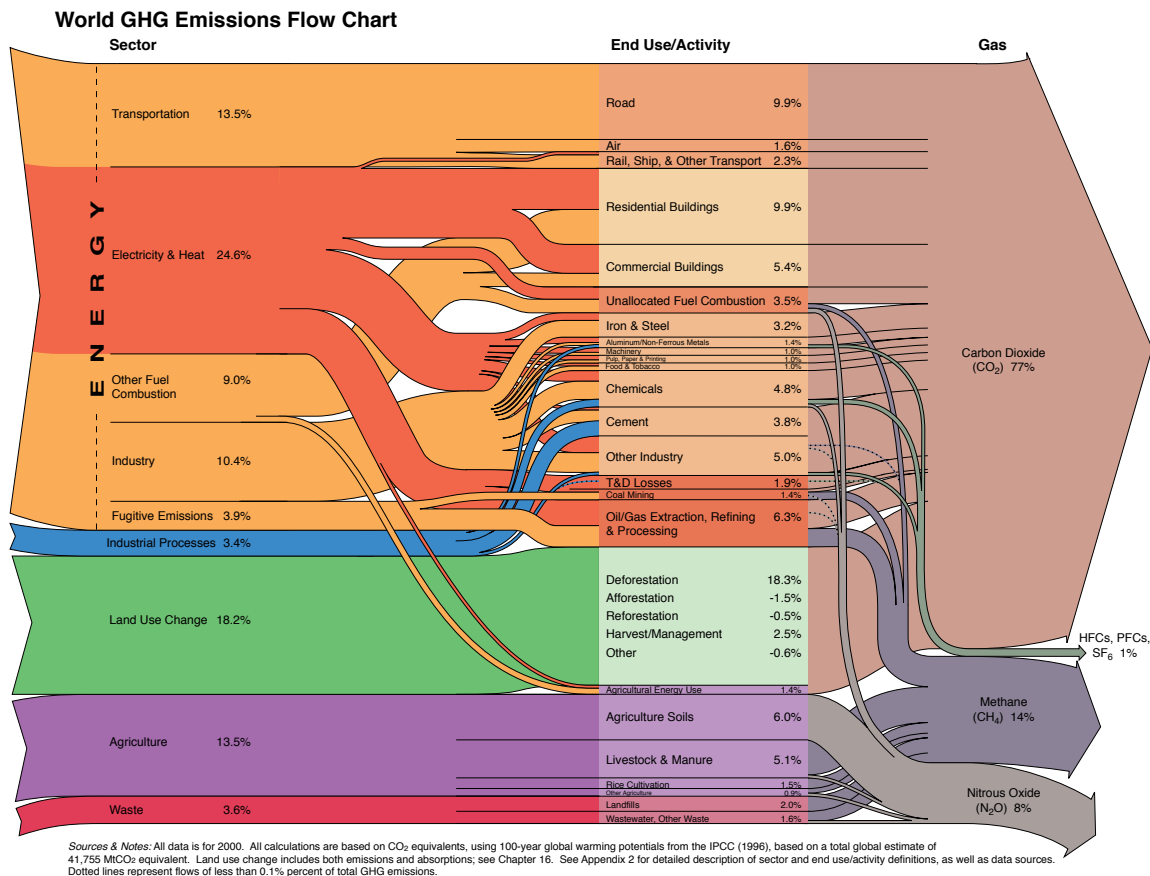 World GHG Emissions Flow Chart
Sector
End Use/Activity
Gas
ENERGY
Transportation 13.5%
Electricity & Heat 24.6%
Other Fuel
Combustion 9.0%
Industry 10.4%
Fugitive Emissions 3.9%
Industrial Processes 3.4%
Land Use Change 18.2%
Agriculture 13.5%
Waste 3.6%
Road 9.9%
Air 1.6%
Rail, Ship, & Other Transport 2.3%
Residential Buildings 9.9%
Commercial Buildings 5.4%
Unallocated Fuel Combustion 3.5%
Iron & Steel 3.2%
Aluminum/Non-Ferrous Metals 1.4%
Machinery 1.0%
Pulp, Paper & Printing 1.0%
Food & Tobacco 1.0%
Chemicals 4.8%
Cement 3.8%
Other Industry 5.0%
T&D Losses 1.9%
Coal Mining 1.4%
Oil/Gas Extraction, Refining 6.3%
& Processing
Deforestation 18.3%
Afforestation -1.5%
Reforestation -0.5%
Harvest/Management 2.5%
Other -0.6%
Agricultural Energy Use 1.4%
Agriculture Soils 6.0%
Livestock & Manure 5.1%
Rice Cultivation 1.5%
Other Agriculture 0.9%
Landfills 2.0%
Wastewater, Other Waste 1.6%
Carbon Dioxide
(CO₂) 77%
HFCs, PFCs,
SF₆ 1%
Methane
(CH₄) 14%
Nitrous Oxide
(N₂O) 8%
Sources & Notes: All data is for 2000. All calculations are based on CO₂ equivalents, using 100-year global warming potentials from the IPCC (1996), based on a total global estimate of
41,755 MtCO₂ equivalent. Land use change includes both emissions and absorptions; see Chapter 16. See Appendix 2 for detailed description of sector and end use/activity definitions, as well as data sources.
Dotted lines represent flows of less than 0.1% percent of total GHG emissions.